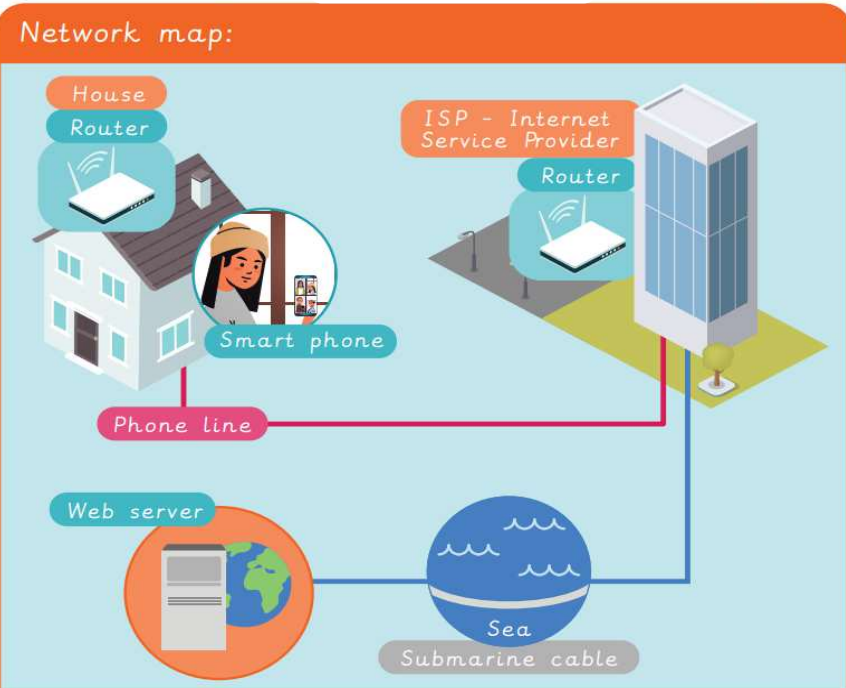 Network map:
House
Router
ISP - Internet
Service Provider
Router
Smart phone
Phone line
Web server
Sea
Submarine cable